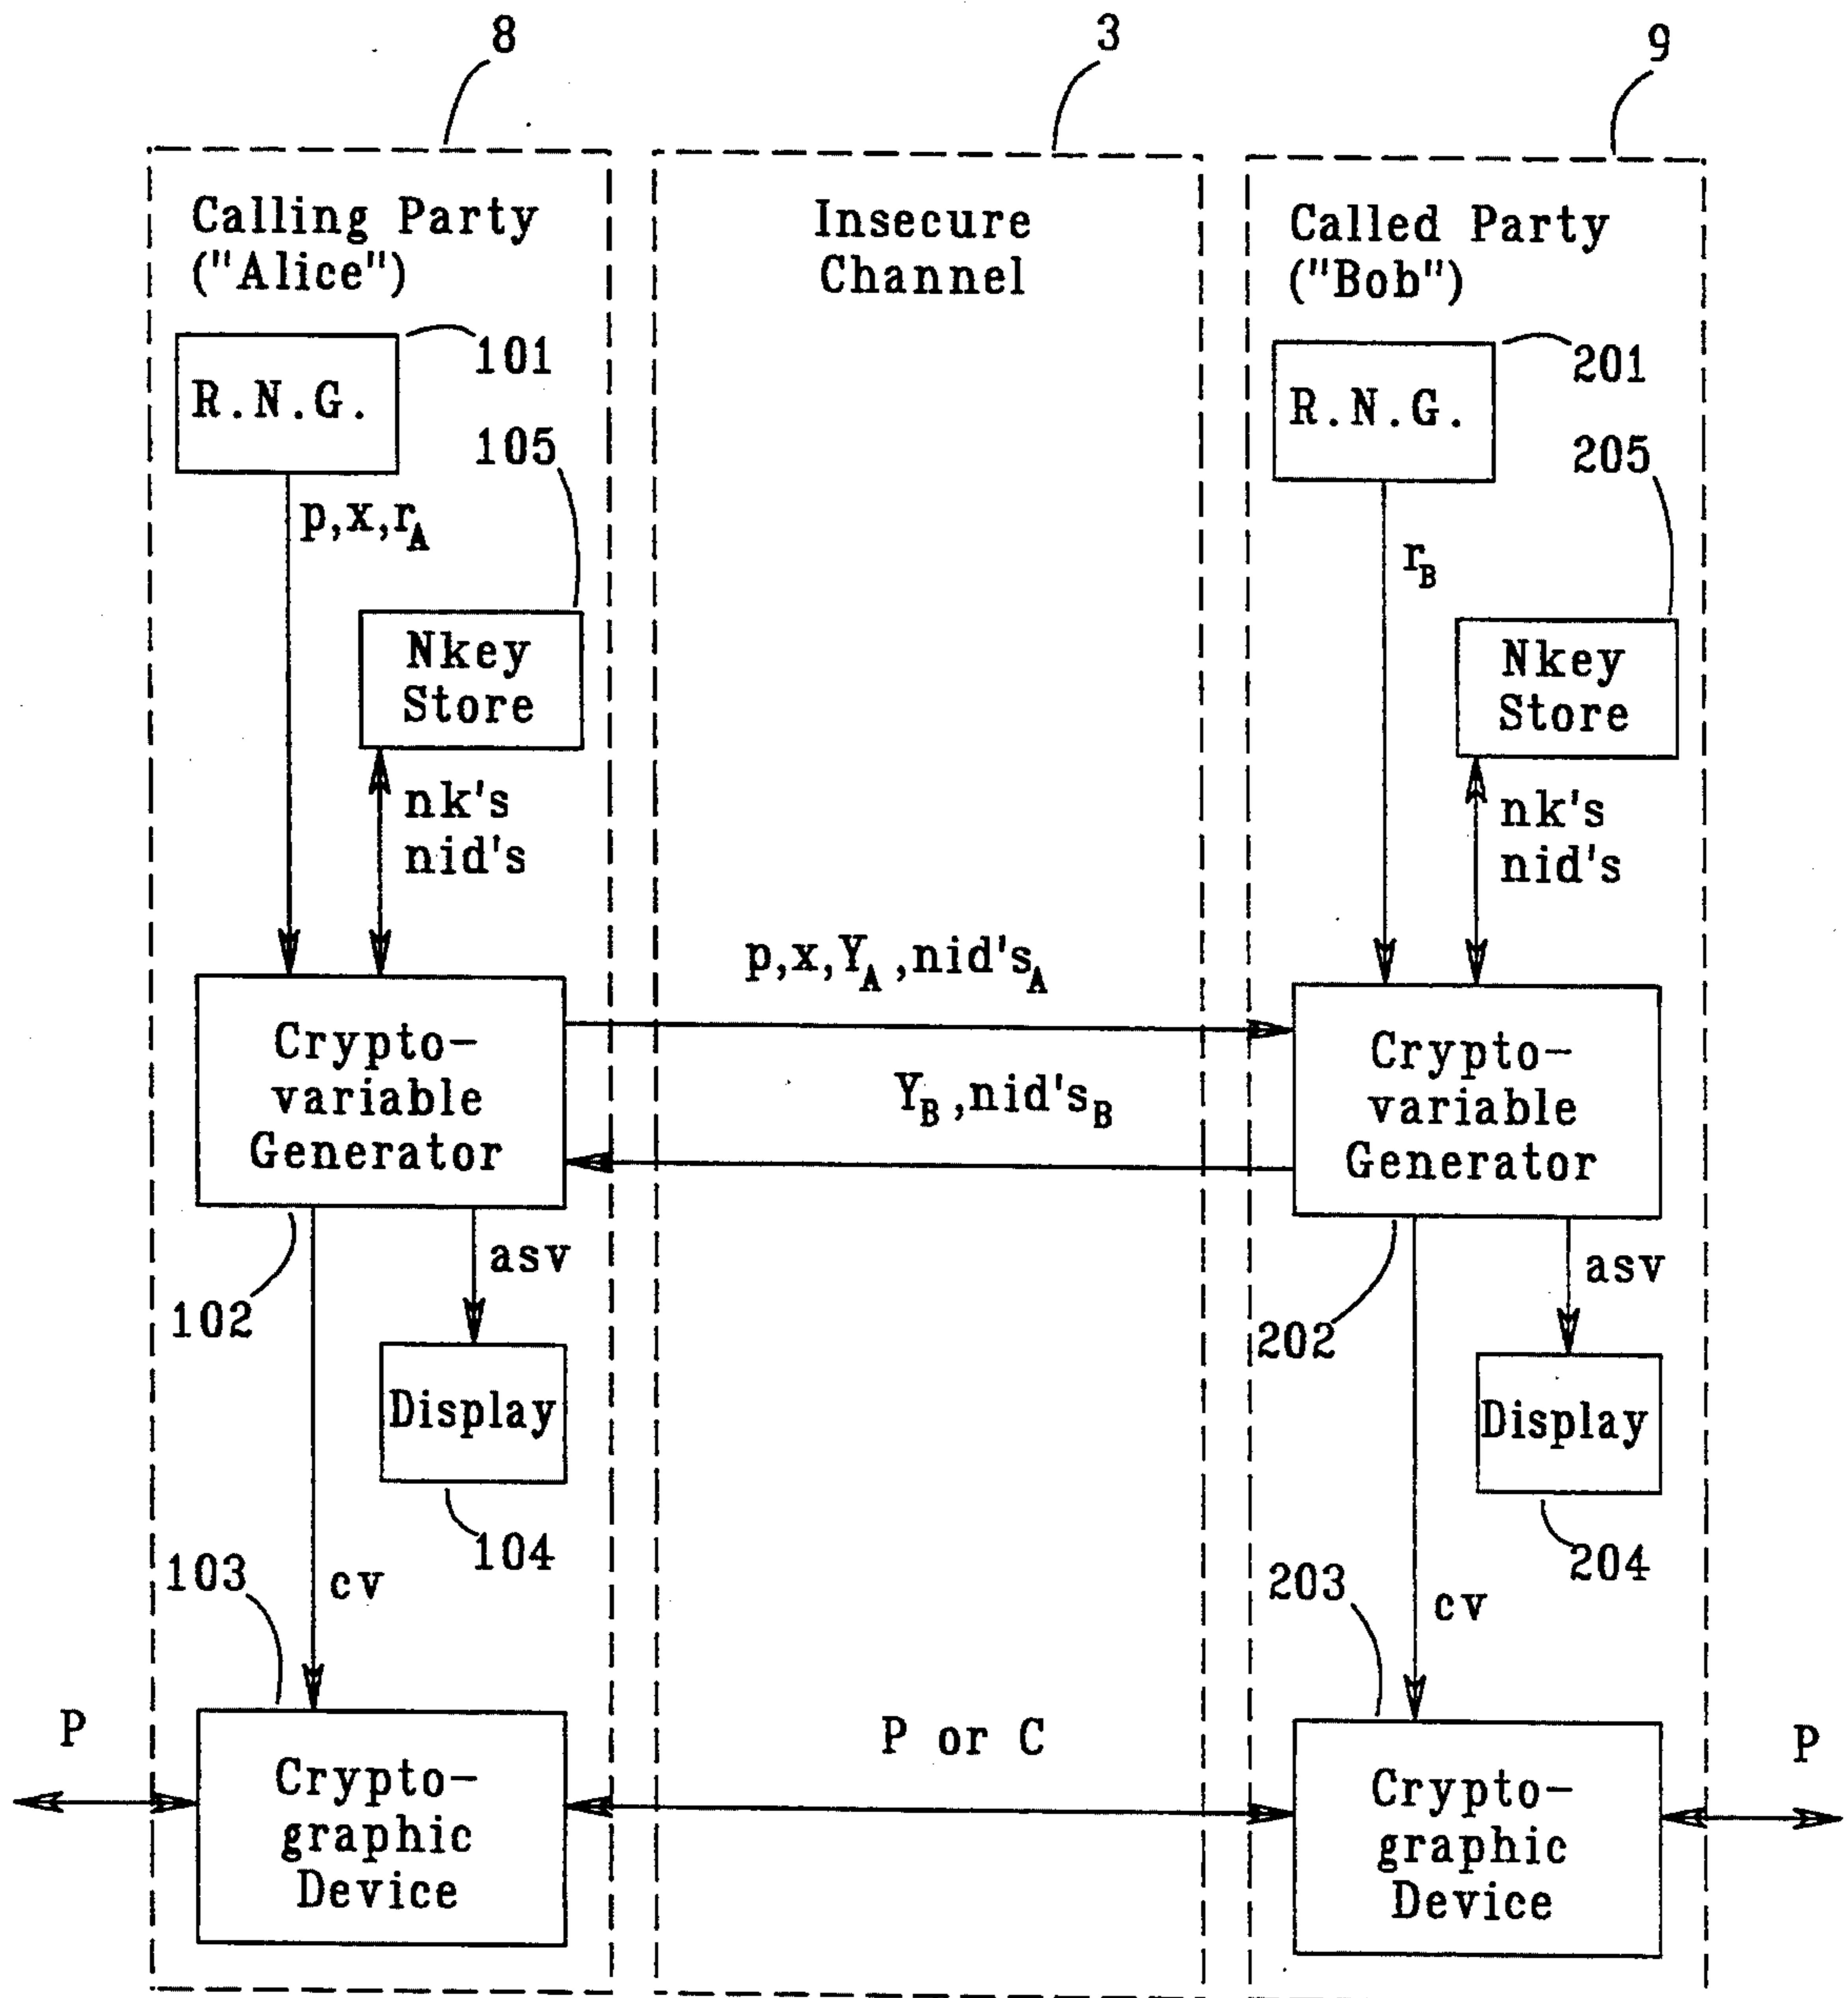 8
3
9
Calling Party
("Alice")
Insecure
Channel
Called Party
("Bob")
R.N.G.
101
R.N.G.
201
105
205
p,x,rA
rB
Nkey
Store
Nkey
Store
nk's
nid's
nk's
nid's
p,x,YA,nid'sA
Crypto-
variable
Generator
YB,nid'sB
Crypto-
variable
Generator
asv
asv
102
202
Display
Display
104
204
103
cv
203
cv
P
P or C
P
Crypto-
graphic
Device
Crypto-
graphic
Device